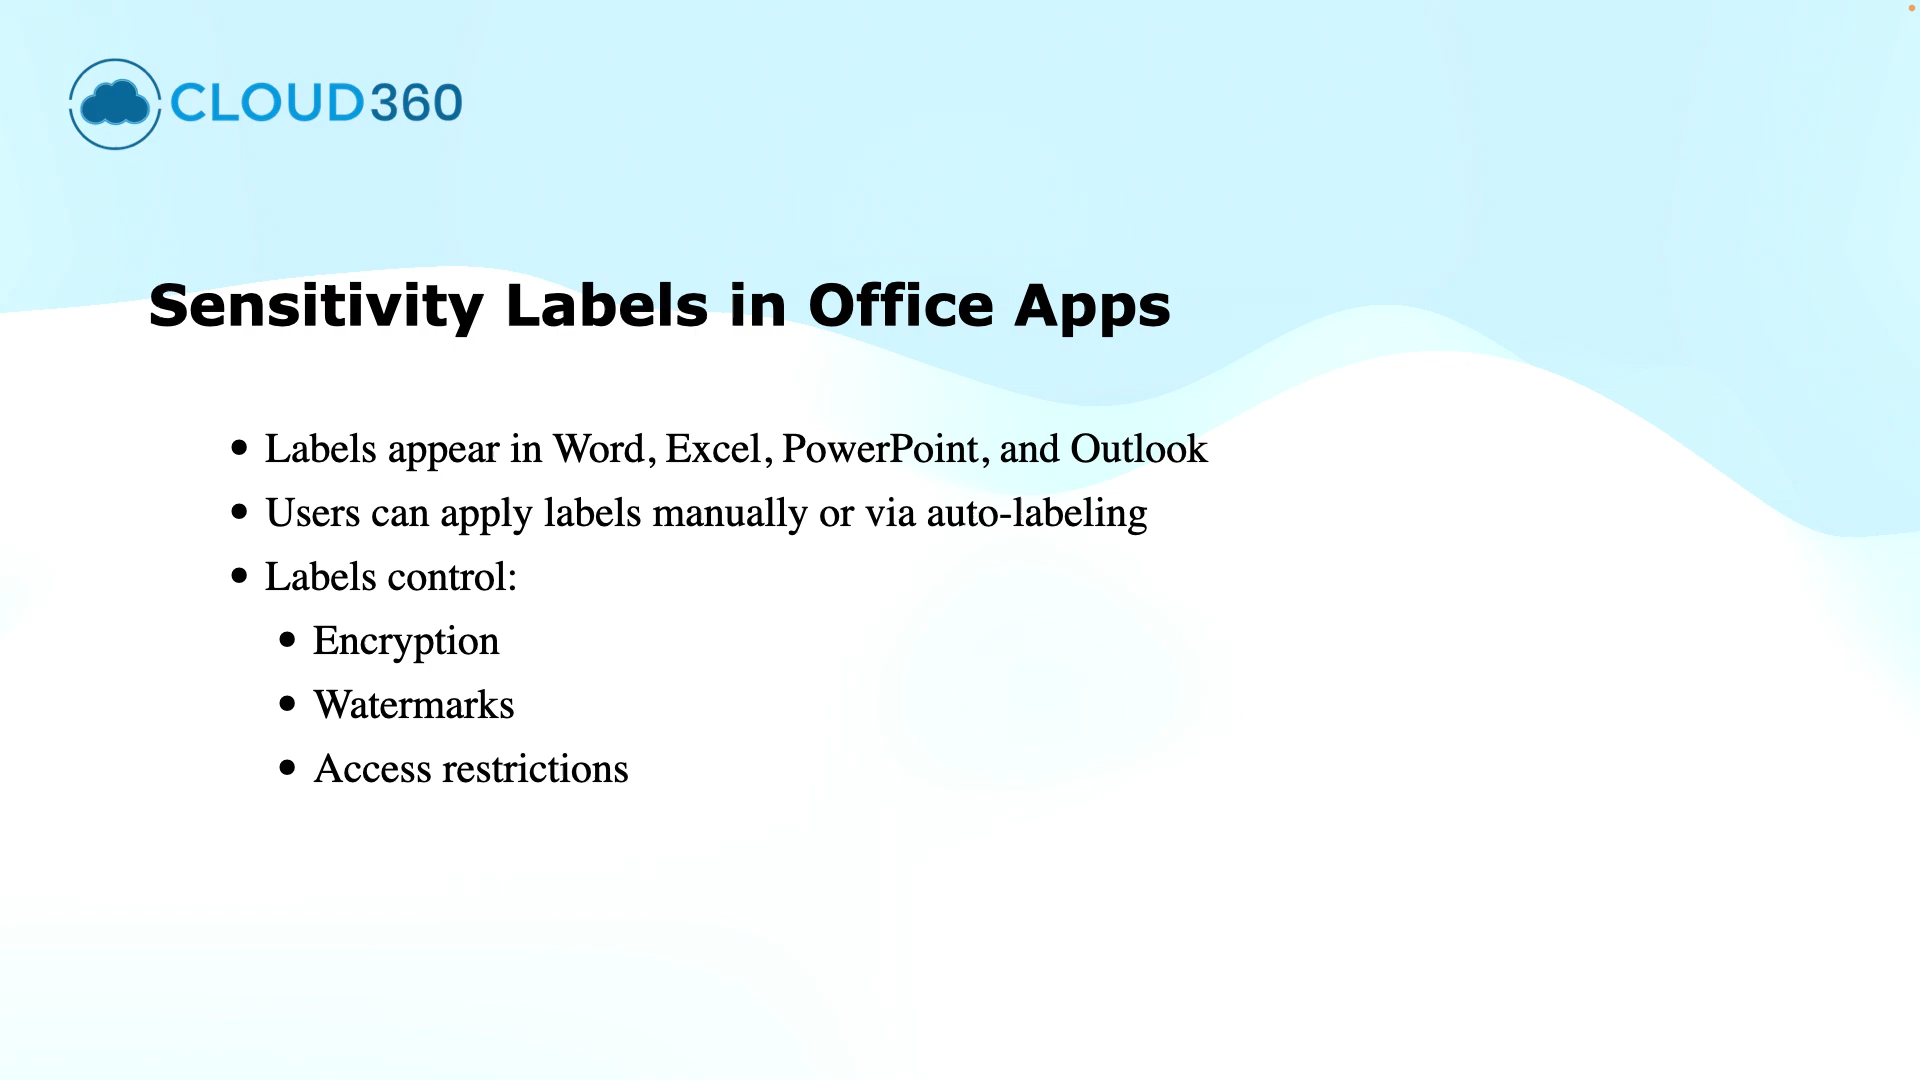 CLOUD360
Sensitivity Labels in Office Apps
• Labels appear in Word, Excel, PowerPoint, and Outlook
• Users can apply labels manually or via auto-labeling
• Labels control:
• Encryption
• Watermarks
• Access restrictions